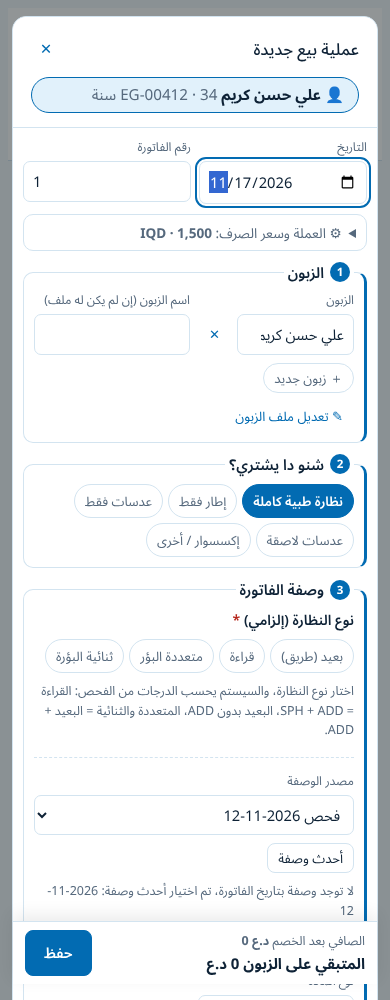 عملية بيع جديدة
×
👤 علي حسن كريم EG-00412 · 34 سنة
التاريخ
رقم الفاتورة
11/17/2026
1
◀ ⚙ العملة وسعر الصرف: IQD · 1,500
1 الزبون
الزبون
اسم الزبون (إن لم يكن له ملف)
علي حسن كريم
×
+ زبون جديد
✎ تعديل ملف الزبون
2 شنو دا يشتري؟
نظارة طبية كاملة
إطار فقط
عدسات فقط
عدسات لاصقة
إكسسوار / أخرى
3 وصفة الفاتورة
نوع النظارة (إلزامي) *
بعيد (طريق)
قراءة
متعددة البؤر
ثنائية البؤرة
اختار نوع النظارة، والسيستم يحسب الدرجات من الفحص: القراءة
= SPH + ADD، البعيد بدون ADD، المتعددة والثنائية = البعيد +
ADD.
مصدر الوصفة
فحص 2026-11-12
أحدث وصفة
لا توجد وصفة بتاريخ الفاتورة، تم اختيار أحدث وصفة: 2026-11-
12
الصافي بعد الخصم 0 د.ع
المتبقي على الزبون 0 د.ع
حفظ